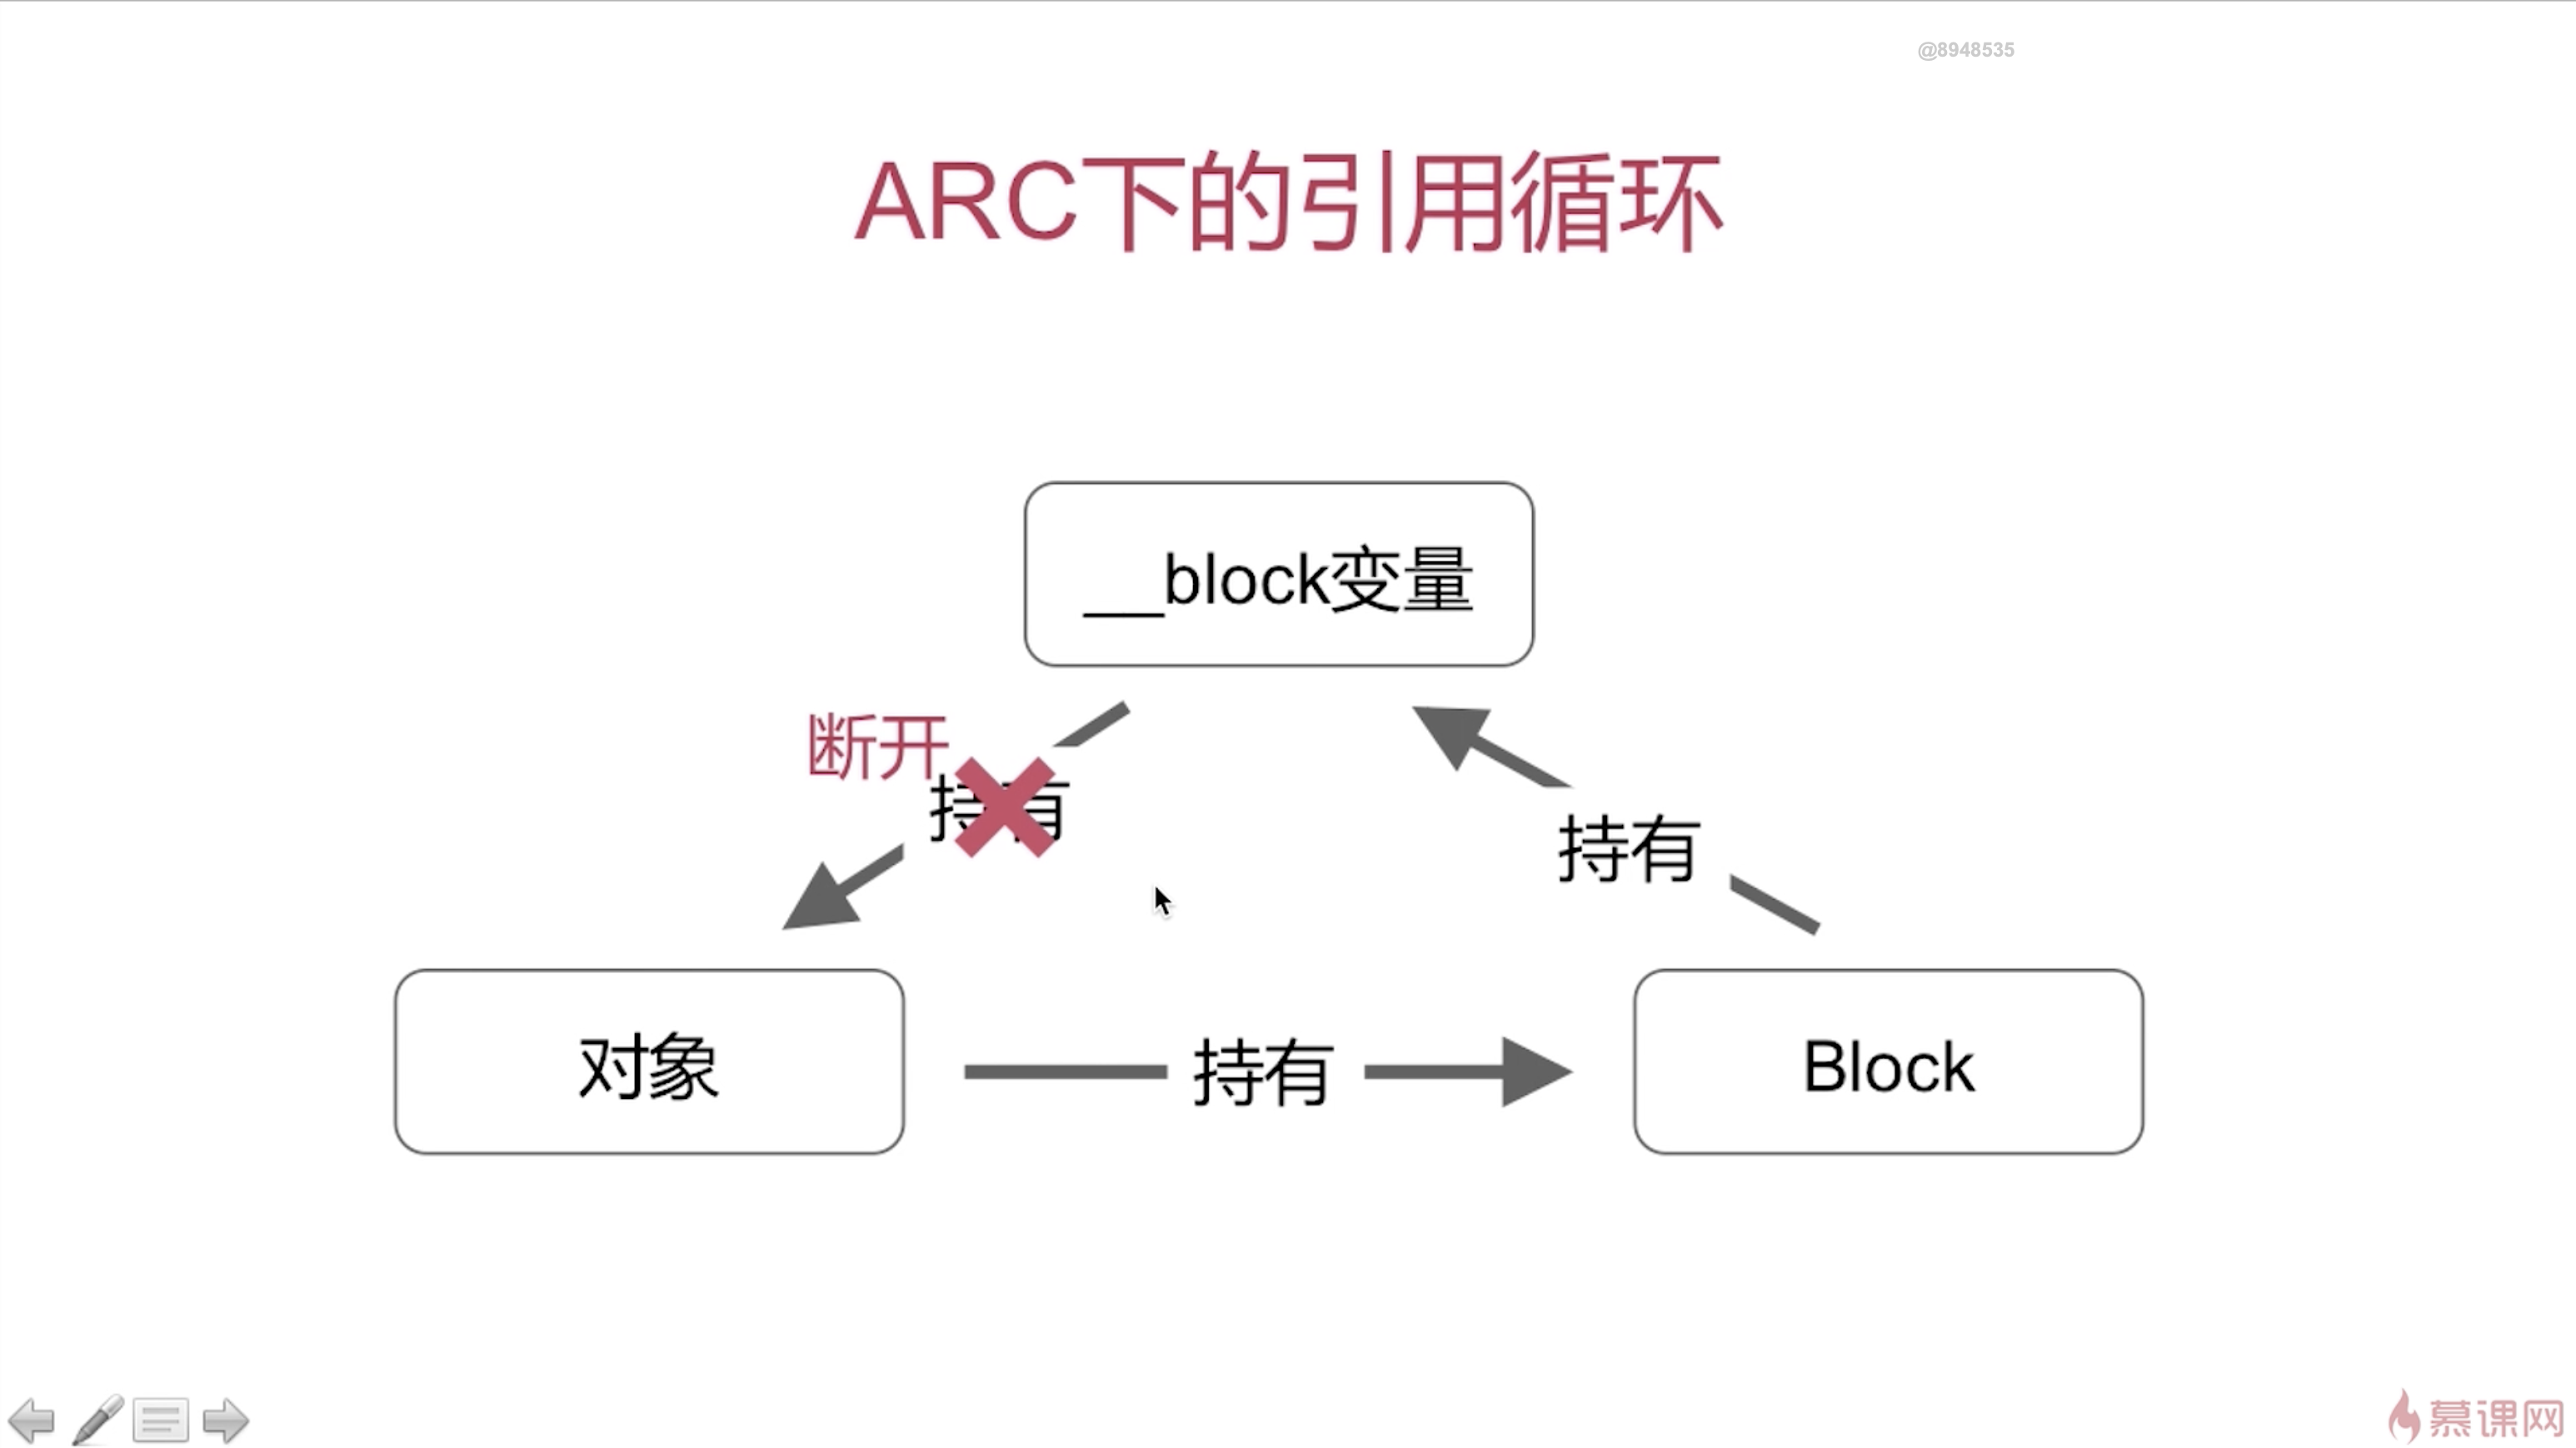 @8948535
ARC下的引用循环
__block变量
断开
持有
持有
对象
持有
Block
慕课网